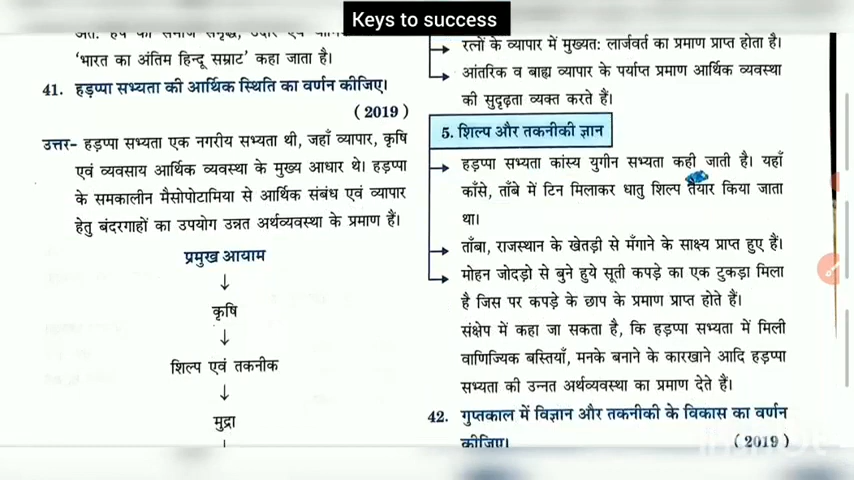 Keys to success
'भारत का अंतिम हिन्दू सम्राट' कहा जाता है।
41. हड़प्पा सभ्यता की आर्थिक स्थिति का वर्णन कीजिए।
(2019)
उत्तर- हड़प्पा सभ्यता एक नगरीय सभ्यता थी, जहाँ व्यापार, कृषि
एवं व्यवसाय आर्थिक व्यवस्था के मुख्य आधार थे। हड़प्पा
के समकालीन मैसोपोटामिया से आर्थिक संबंध एवं व्यापार
हेतु बंदरगाहों का उपयोग उन्नत अर्थव्यवस्था के प्रमाण हैं।
प्रमुख आयाम
↓
कृषि
↓
शिल्प एवं तकनीक
↓
मुद्रा
रत्नों के व्यापार में मुख्यत: लार्जवर्त का प्रमाण प्राप्त होता है।
आंतरिक व बाह्य व्यापार के पर्याप्त प्रमाण आर्थिक व्यवस्था
की सुदृढ़ता व्यक्त करते हैं।
5. शिल्प और तकनीकी ज्ञान
हड़प्पा सभ्यता कांस्य युगीन सभ्यता कही जाती है। यहाँ
काँसे, ताँबे में टिन मिलाकर धातु शिल्प तैयार किया जाता
था।
ताँबा, राजस्थान के खेतड़ी से मँगाने के साक्ष्य प्राप्त हुए हैं।
मोहन जोदड़ो से बुने हुये सूती कपड़े का एक टुकड़ा मिला
है जिस पर कपड़े के छाप के प्रमाण प्राप्त होते हैं।
संक्षेप में कहा जा सकता है, कि हड़प्पा सभ्यता में मिली
वाणिज्यिक बस्तियाँ, मनके बनाने के कारखाने आदि हड़प्पा
सभ्यता की उन्नत अर्थव्यवस्था का प्रमाण देते हैं।
42. गुप्तकाल में विज्ञान और तकनीकी के विकास का वर्णन
कीजिए।
(2019)